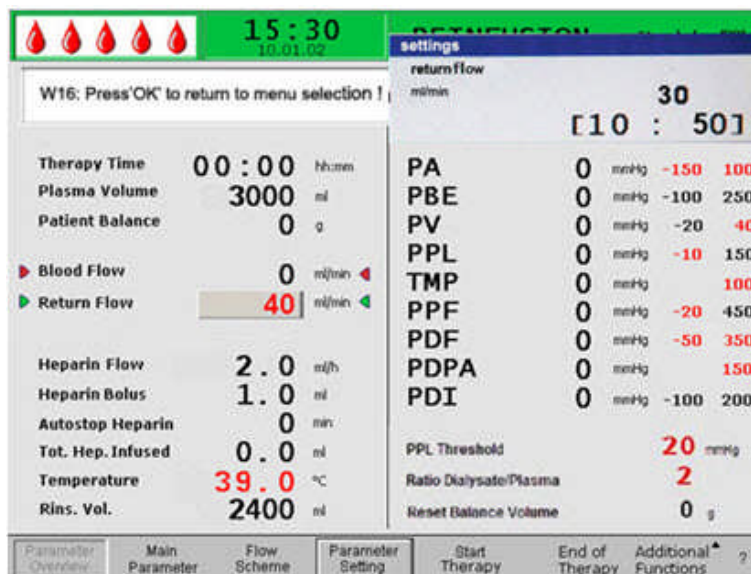 15:30
10.01.02
REINFUSION
settings
returnflow
ml/min 30
[10 : 50]
W16: Press'OK' to return to menu selection !
Therapy Time 00:00 hh:mm
Plasma Volume 3000 ml
Patient Balance 0 g
Blood Flow 0 ml/min
Return Flow 40 ml/min
Heparin Flow 2.0 ml/h
Heparin Bolus 1.0 ml
Autostop Heparin 0 min
Tot. Hep. Infused 0.0 ml
Temperature 39.0 °C
Rins. Vol. 2400 ml
PA 0 mmHg -150 100
PBE 0 mmHg -100 250
PV 0 mmHg -20 40
PPL 0 mmHg -10 150
TMP 0 mmHg 100
PPF 0 mmHg -20 450
PDF 0 mmHg -50 350
PDPA 0 mmHg 150
PDI 0 mmHg -100 200
PPL Threshold 20 mmHg
Ratio Dialysate/Plasma 2
Reset Balance Volume 0 g
Parameter Overview
Main Parameter
Flow Scheme
Parameter Setting
Start Therapy
End of Therapy
Additional Functions
?